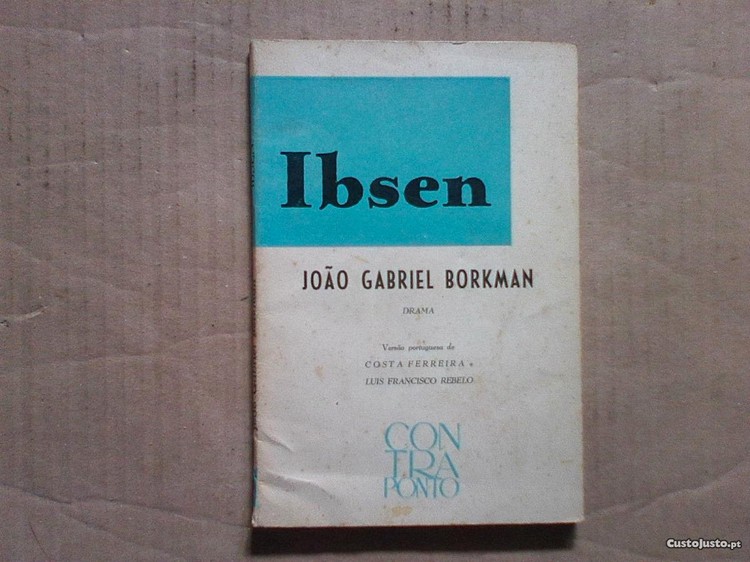 Ibsen
JOÃO GABRIEL BORKMAN
DRAMA
Versão portuguesa de
COSTA FERREIRA e
LUIS FRANCISCO REBELO
CON
TRA
PONTO
CustoJusto.pt